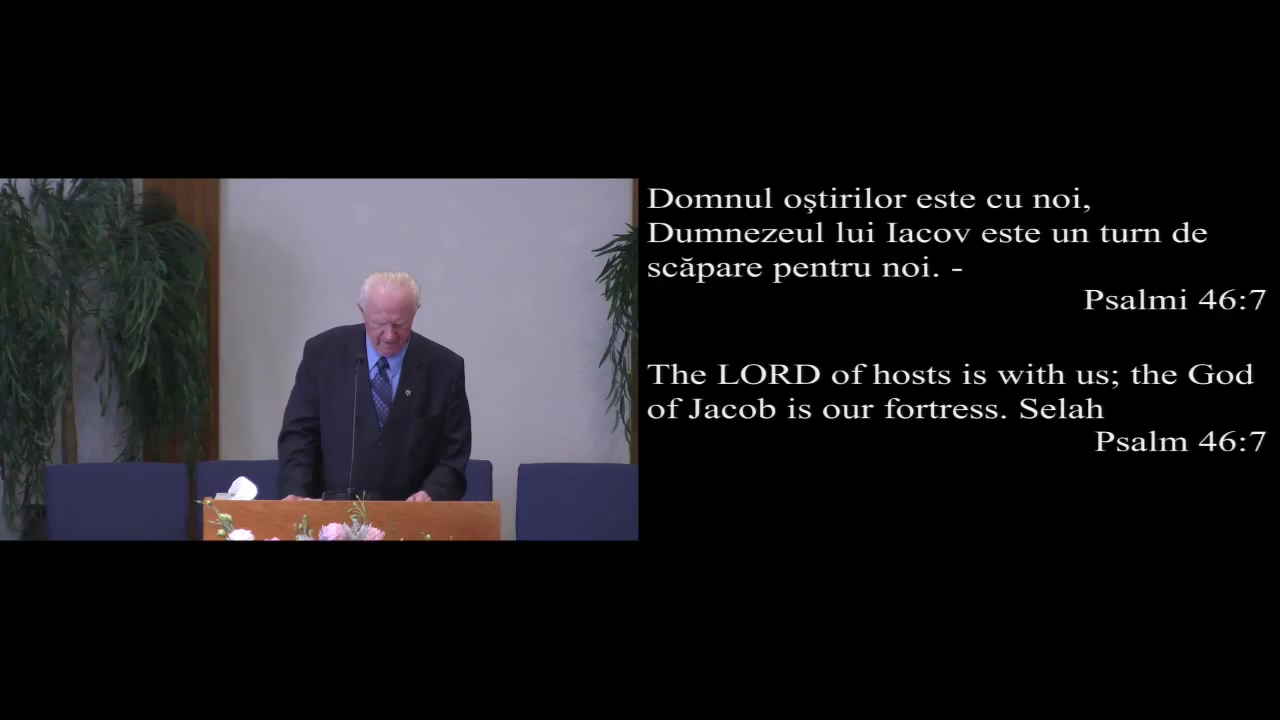 Domnul oştirilor este cu noi,
Dumnezeul lui Iacov este un turn de
scăpare pentru noi. -
Psalmi 46:7
The LORD of hosts is with us; the God
of Jacob is our fortress. Selah
Psalm 46:7